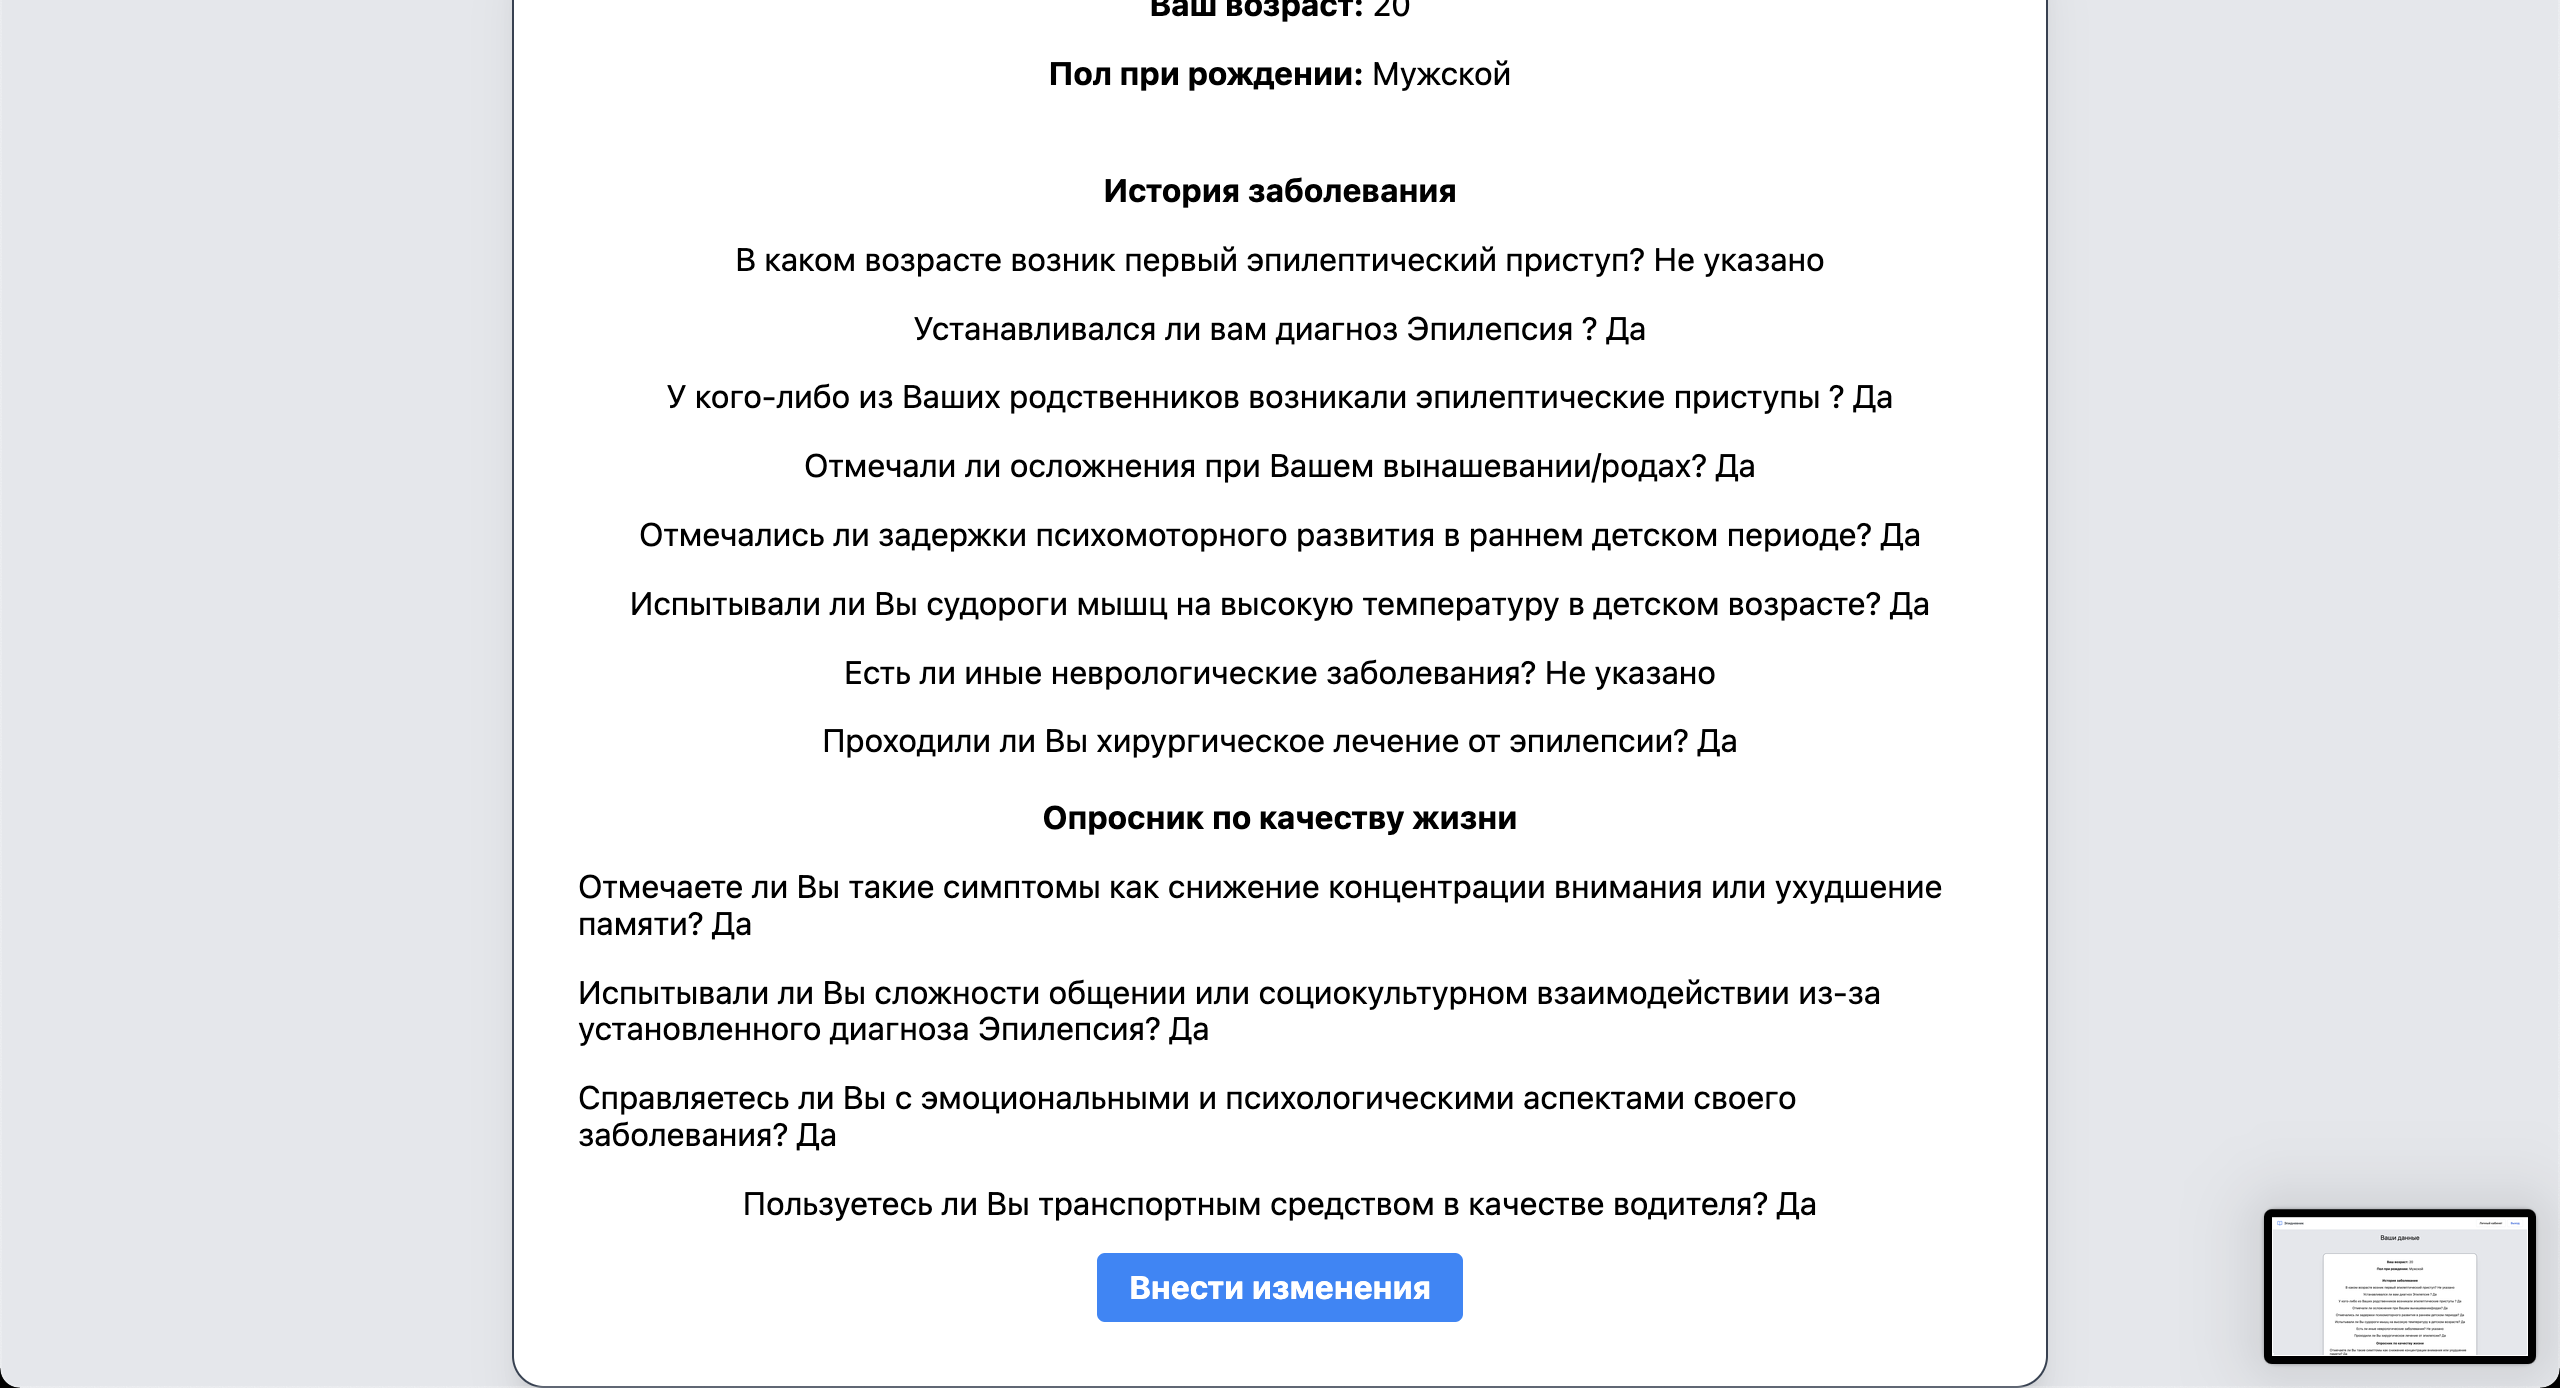 Ваш возраст: 20
Пол при рождении: Мужской
История заболевания
В каком возрасте возник первый эпилептический приступ? Не указано
Устанавливался ли вам диагноз Эпилепсия ? Да
У кого-либо из Ваших родственников возникали эпилептические приступы ? Да
Отмечали ли осложнения при Вашем вынашевании/родах? Да
Отмечались ли задержки психомоторного развития в раннем детском периоде? Да
Испытывали ли Вы судороги мышц на высокую температуру в детском возрасте? Да
Есть ли иные неврологические заболевания? Не указано
Проходили ли Вы хирургическое лечение от эпилепсии? Да
Опросник по качеству жизни
Отмечаете ли Вы такие симптомы как снижение концентрации внимания или ухудшение
памяти? Да
Испытывали ли Вы сложности общении или социокультурном взаимодействии из-за
установленного диагноза Эпилепсия? Да
Справляетесь ли Вы с эмоциональными и психологическими аспектами своего
заболевания? Да
Пользуетесь ли Вы транспортным средством в качестве водителя? Да
Внести изменения
Ваши данные